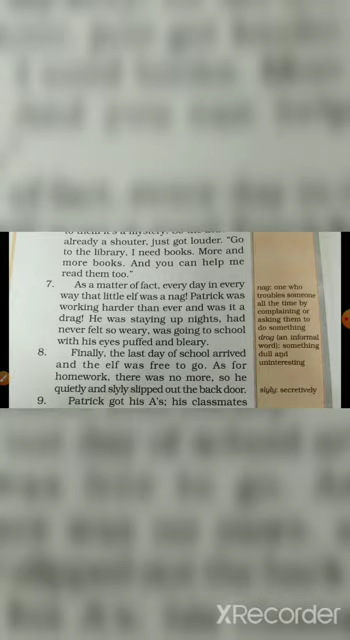 to them it's a mystery.
already a shouter, just got louder. "Go
to the library. I need books. More and
more books. And you can help me
read them too."
7. As a matter of fact, every day in every
way that little elf was a nag! Patrick was
working harder than ever and was it a
drag! He was staying up nights, had
never felt so weary, was going to school
with his eyes puffed and bleary.
8. Finally, the last day of school arrived
and the elf was free to go. As for
homework, there was no more, so he
quietly and slyly slipped out the back door.
9. Patrick got his A's; his classmates
nag: one who
troubles someone
all the time by
complaining or
asking them to
do something
drag (an informal
word): something
dull and
uninteresting
slyly: secretively
XRecorder